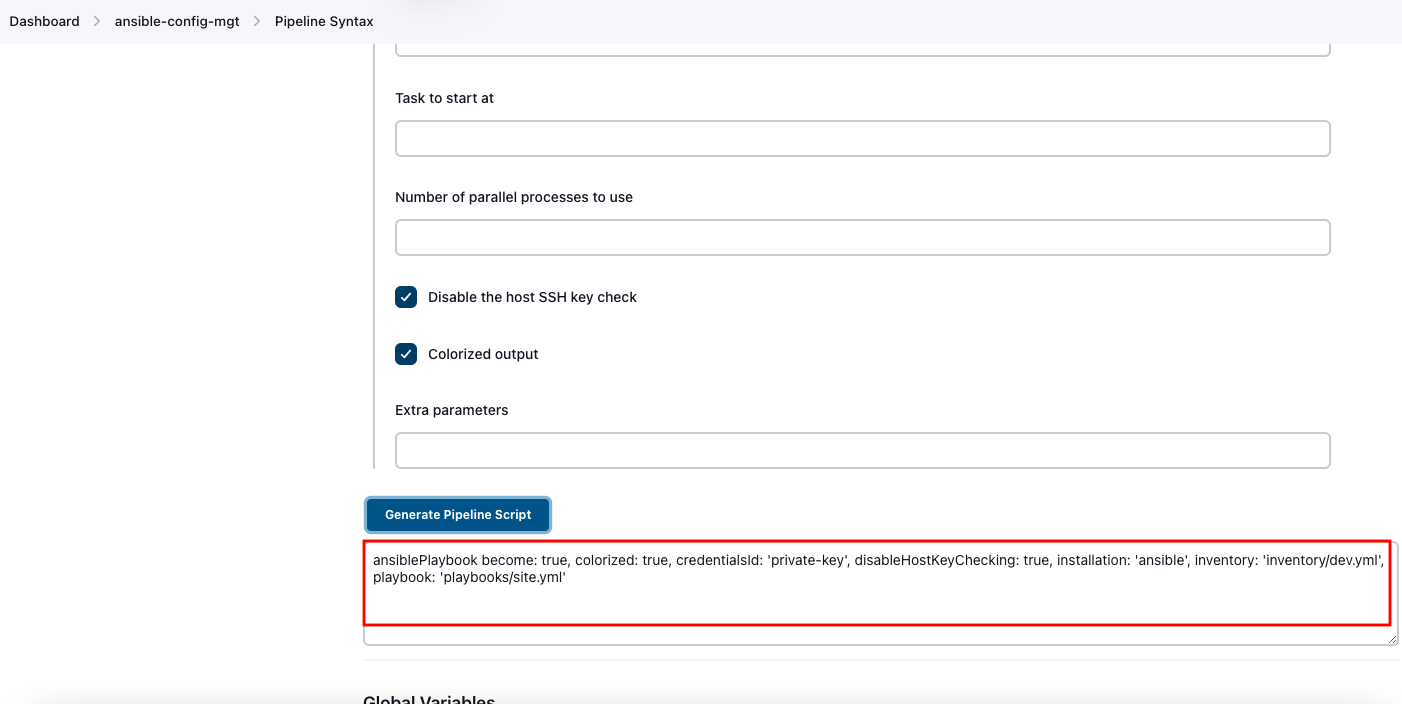 Dashboard > ansible-config-mgt > Pipeline Syntax
Task to start at
Number of parallel processes to use
Disable the host SSH key check
Colorized output
Extra parameters
Generate Pipeline Script
ansiblePlaybook become: true, colorized: true, credentialsId: 'private-key', disableHostKeyChecking: true, installation: 'ansible', inventory: 'inventory/dev.yml',
playbook: 'playbooks/site.yml'
Global Variables